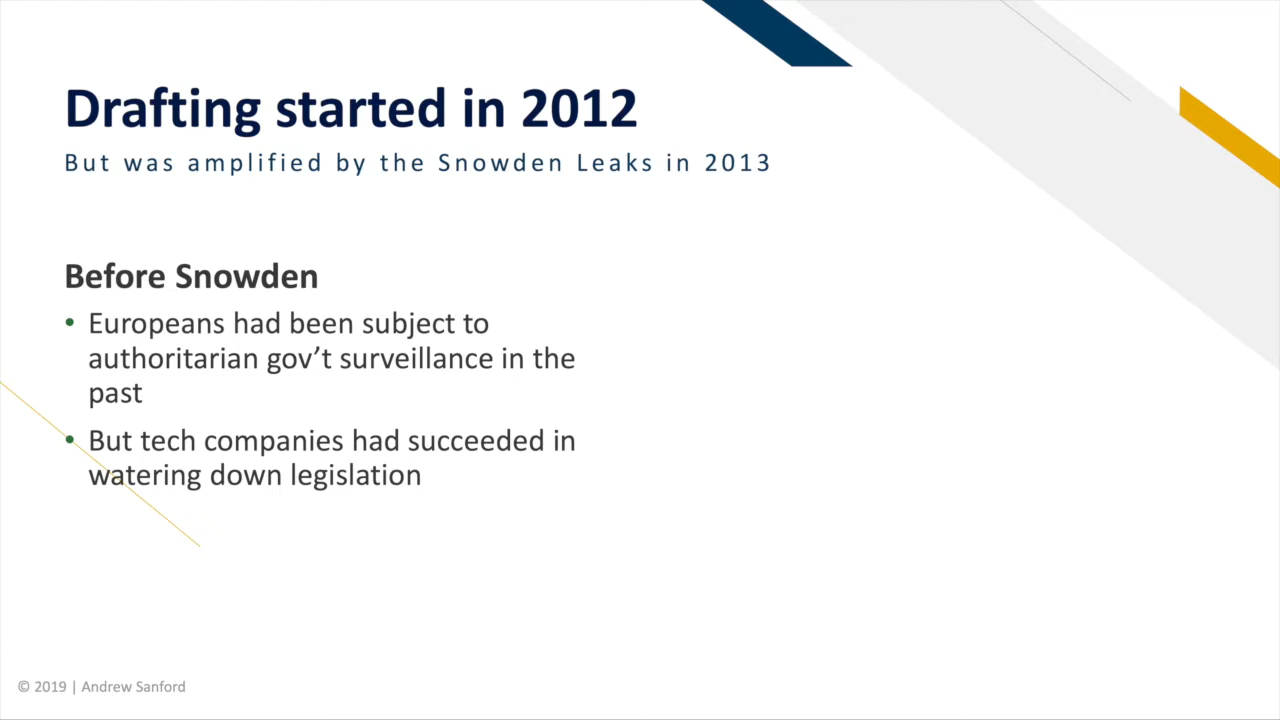 Drafting started in 2012
But was amplified by the Snowden Leaks in 2013
Before Snowden
• Europeans had been subject to
authoritarian gov’t surveillance in the
past
• But tech companies had succeeded in
watering down legislation
© 2019 | Andrew Sanford